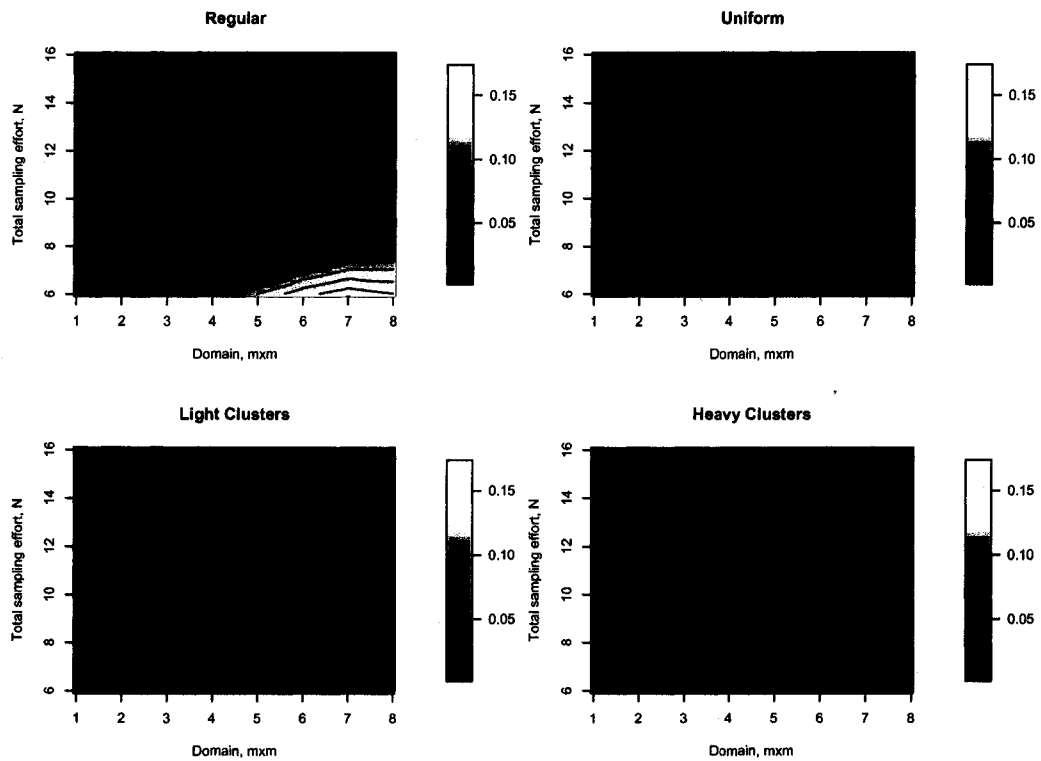 Regular
Total sampling effort, N
16
14
12
10
8
6
1 2 3 4 5 6 7 8
Domain, mxm
0.15
0.10
0.05
Uniform
Total sampling effort, N
16
14
12
10
8
6
1 2 3 4 5 6 7 8
Domain, mxm
0.15
0.10
0.05
Light Clusters
Total sampling effort, N
16
14
12
10
8
6
1 2 3 4 5 6 7 8
Domain, mxm
0.15
0.10
0.05
Heavy Clusters
Total sampling effort, N
16
14
12
10
8
6
1 2 3 4 5 6 7 8
Domain, mxm
0.15
0.10
0.05